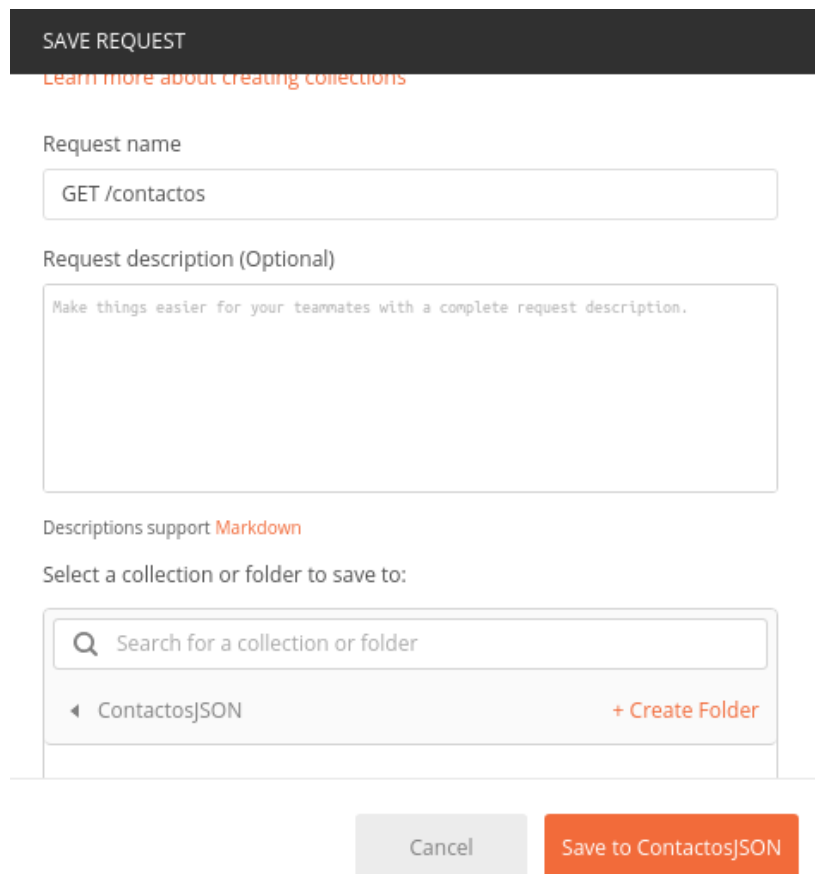 SAVE REQUEST
Learn more about creating collections
Request name
GET /contactos
Request description (Optional)
Make things easier for your teammates with a complete request description.
Descriptions support Markdown
Select a collection or folder to save to:
Search for a collection or folder
ContactosJSON + Create Folder
Cancel Save to ContactosJSON